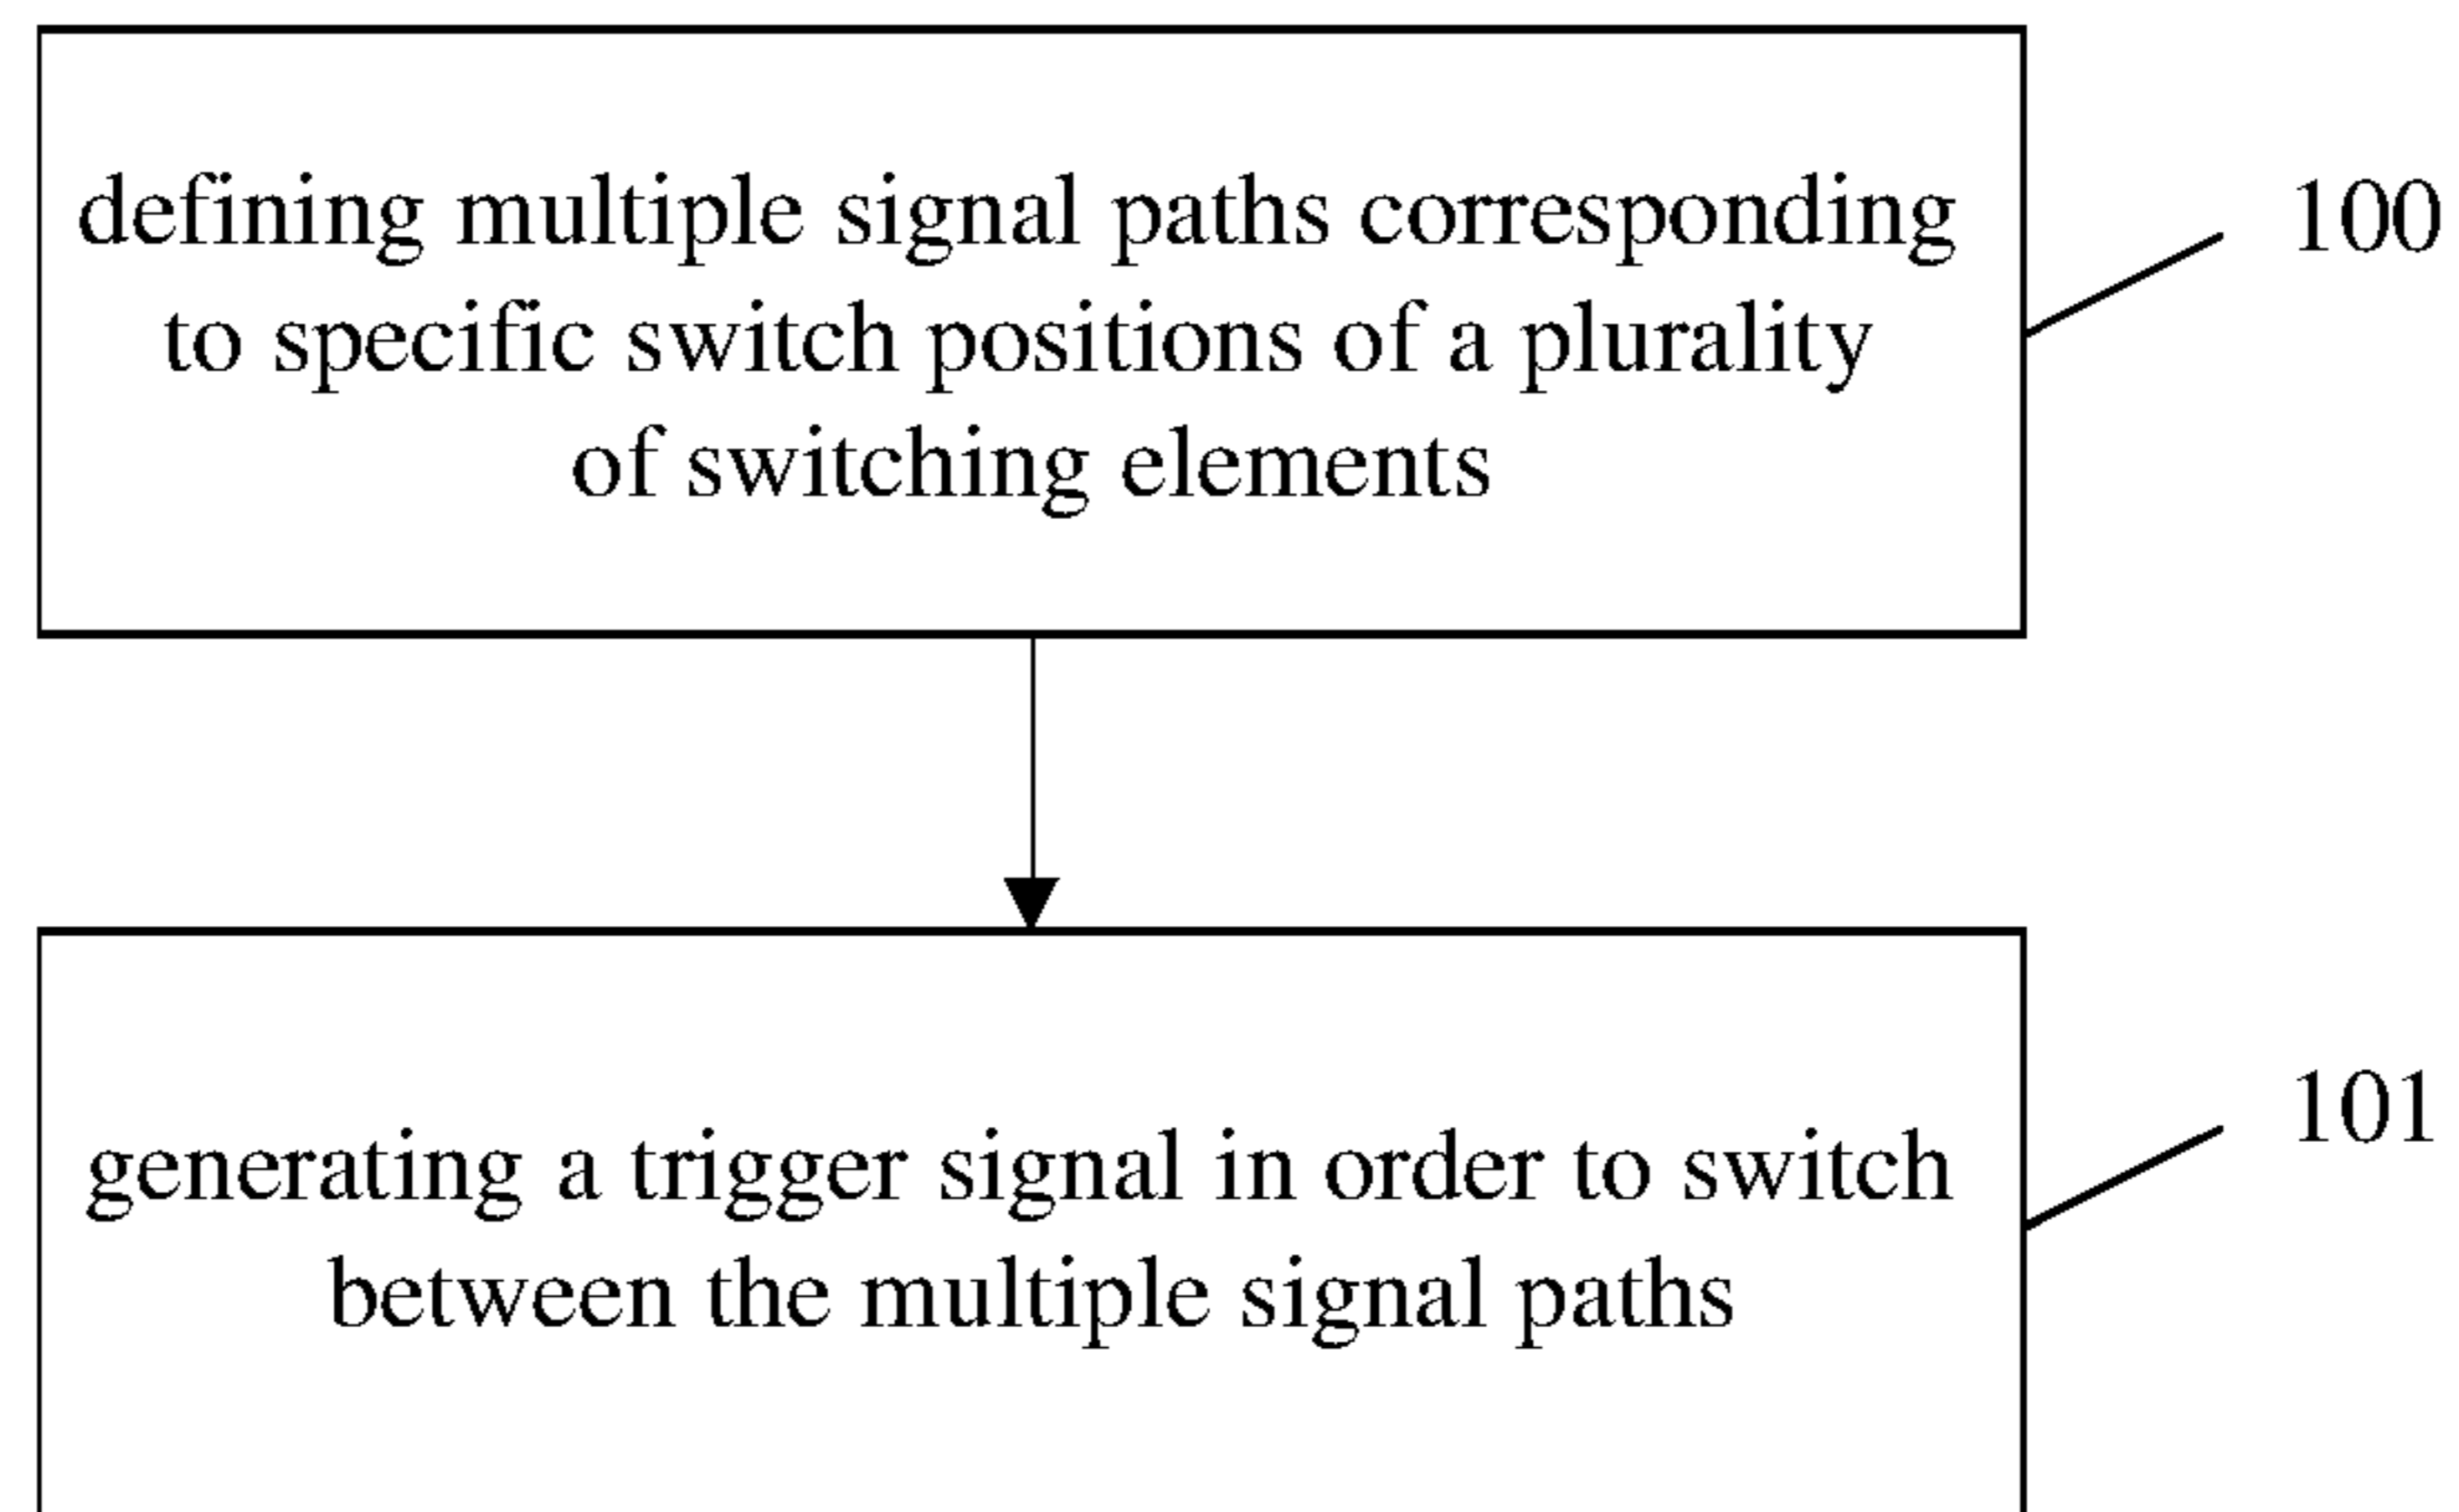 defining multiple signal paths corresponding
to specific switch positions of a plurality
of switching elements
100
generating a trigger signal in order to switch
between the multiple signal paths
101